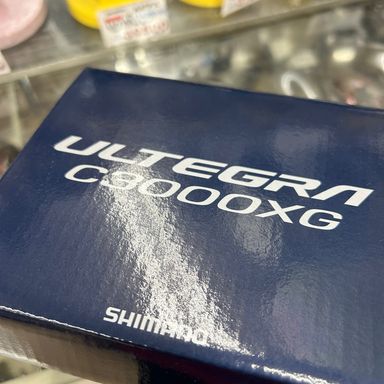 ULTEGRA
C3000XG
SHIMANO